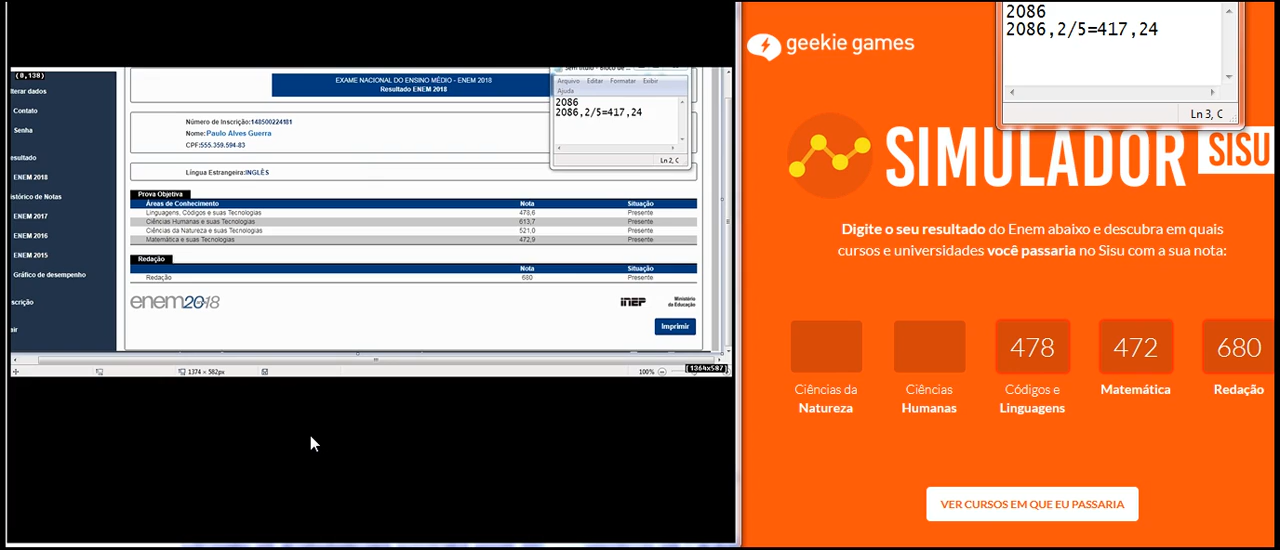 (0,138)
lterar dados
Contato
Senha
esultado
ENEM 2018
istórico de Notas
ENEM 2017
ENEM 2016
ENEM 2015
Gráfico de desempenho
scrição
air
EXAME NACIONAL DO ENSINO MÉDIO - ENEM 2018
Resultado ENEM 2018
Número de Inscrição:148500224181
Nome:Paulo Alves Guerra
CPF:555.359.594-83
Língua Estrangeira:INGLÊS
Prova Objetiva
Áreas de Conhecimento Nota Situação
Linguagens, Códigos e suas Tecnologias 478,6 Presente
Ciências Humanas e suas Tecnologias 613,7 Presente
Ciências da Natureza e suas Tecnologias 521,0 Presente
Matemática e suas Tecnologias 472,9 Presente
Redação
Nota Situação
Redação 680 Presente
enem2018
INEP
Ministério
da Educação
Imprimir
Arquivo Editar Formatar Exibir
Ajuda
2086
2086,2/5=417,24
Ln 2, C
1374 × 582px
100%
(1364x587)
geekie games
2086
2086,2/5=417,24
Ln 3, C
SIMULADOR SISU
Digite o seu resultado do Enem abaixo e descubra em quais
cursos e universidades você passaria no Sisu com a sua nota:
478 472 680
Ciências da
Natureza
Ciências
Humanas
Códigos e
Linguagens
Matemática
Redação
VER CURSOS EM QUE EU PASSARIA